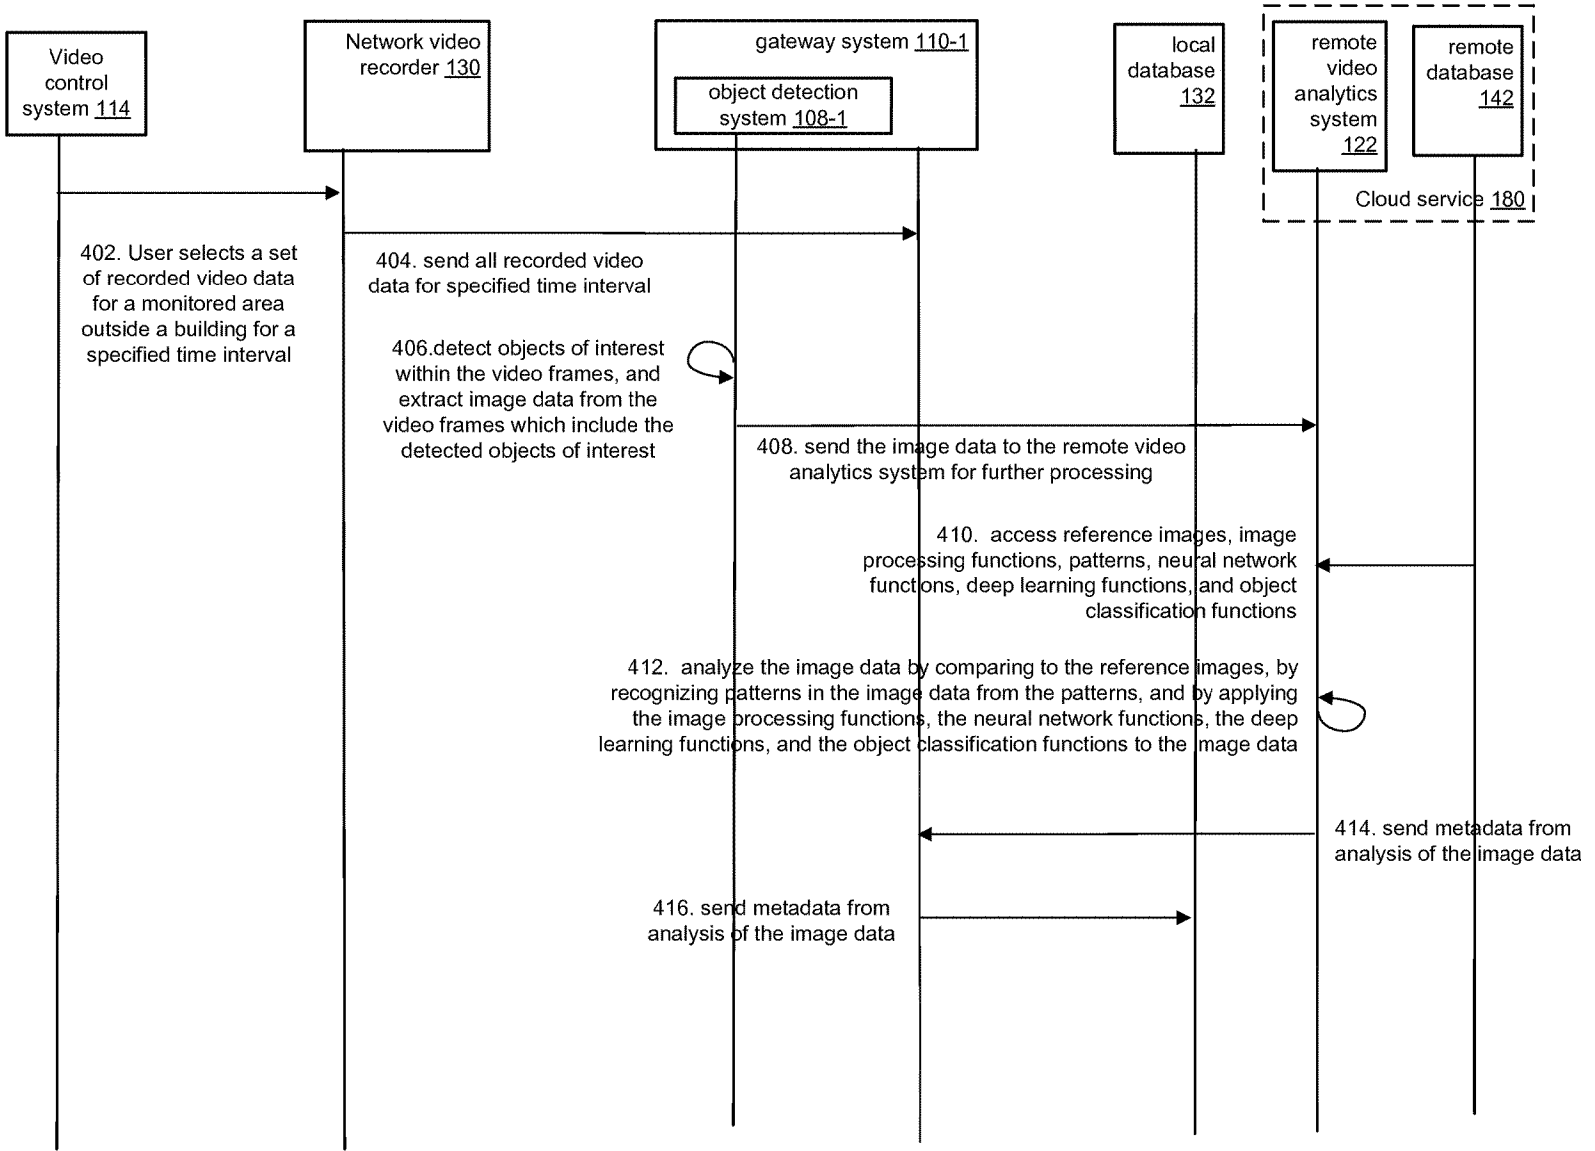 Video
control
system 114
Network video
recorder 130
gateway system 110-1
object detection
system 108-1
local
database
132
remote
video
analytics
system
122
remote
database
142
Cloud service 180
402. User selects a set
of recorded video data
for a monitored area
outside a building for a
specified time interval
404. send all recorded video
data for specified time interval
406.detect objects of interest
within the video frames, and
extract image data from the
video frames which include the
detected objects of interest
408. send the image data to the remote video
analytics system for further processing
410. access reference images, image
processing functions, patterns, neural network
functions, deep learning functions, and object
classification functions
412. analyze the image data by comparing to the reference images, by
recognizing patterns in the image data from the patterns, and by applying
the image processing functions, the neural network functions, the deep
learning functions, and the object classification functions to the image data
414. send metadata from
analysis of the image data
416. send metadata from
analysis of the image data